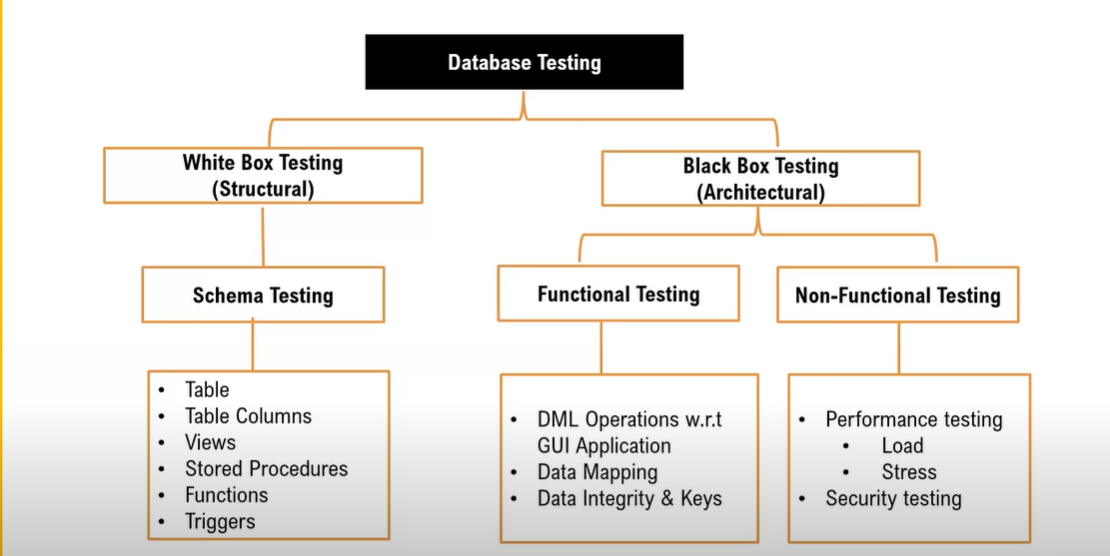 Database Testing
White Box Testing
(Structural)
Black Box Testing
(Architectural)
Schema Testing
Functional Testing
Non-Functional Testing
• Table
• Table Columns
• Views
• Stored Procedures
• Functions
• Triggers
• DML Operations w.r.t
GUI Application
• Data Mapping
• Data Integrity & Keys
• Performance testing
• Load
• Stress
• Security testing